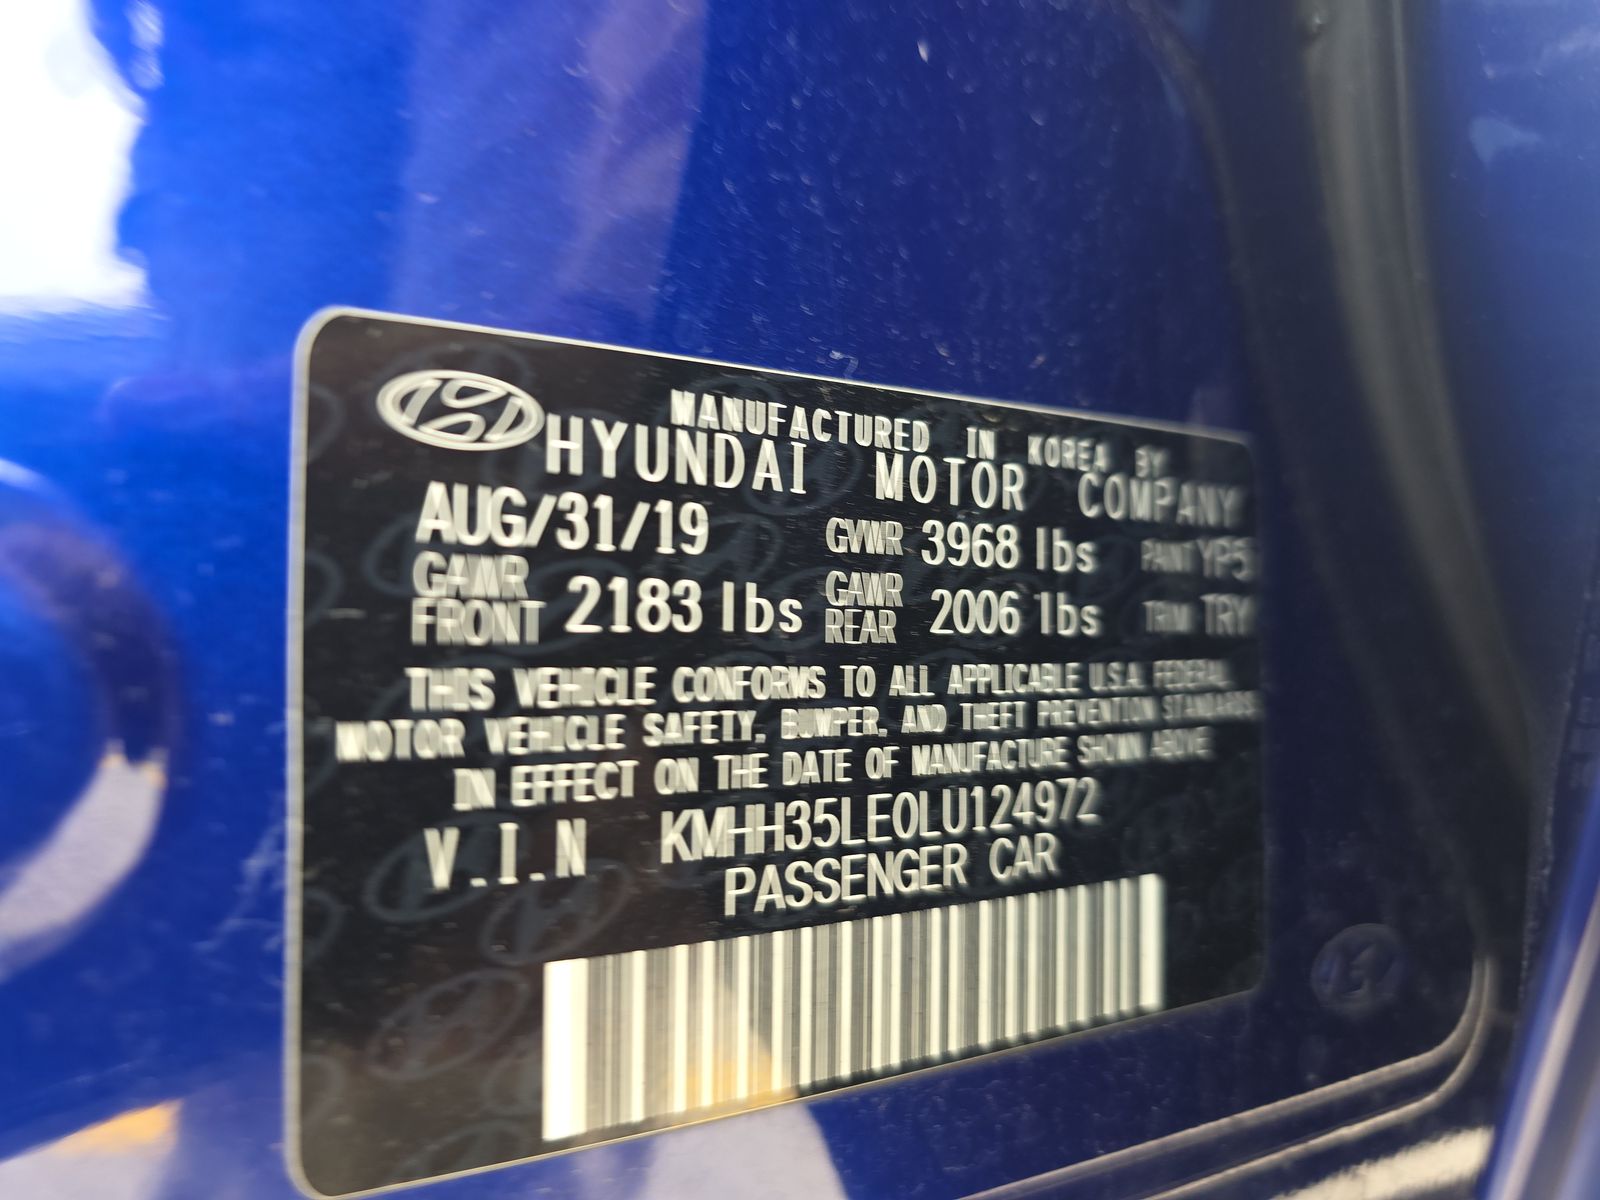 MANUFACTURED IN KOREA BY
HYUNDAI MOTOR COMPANY
AUG/31/19 GVWR 3968 lbs PAINT YP5
GAWR FRONT 2183 lbs GAWR REAR 2006 lbs TRIM TRY
THIS VEHICLE CONFORMS TO ALL APPLICABLE U.S.A. FEDERAL
MOTOR VEHICLE SAFETY, BUMPER, AND THEFT PREVENTION STANDARDS
IN EFFECT ON THE DATE OF MANUFACTURE SHOWN ABOVE
V.I.N KMHH35LE0LU124972
PASSENGER CAR